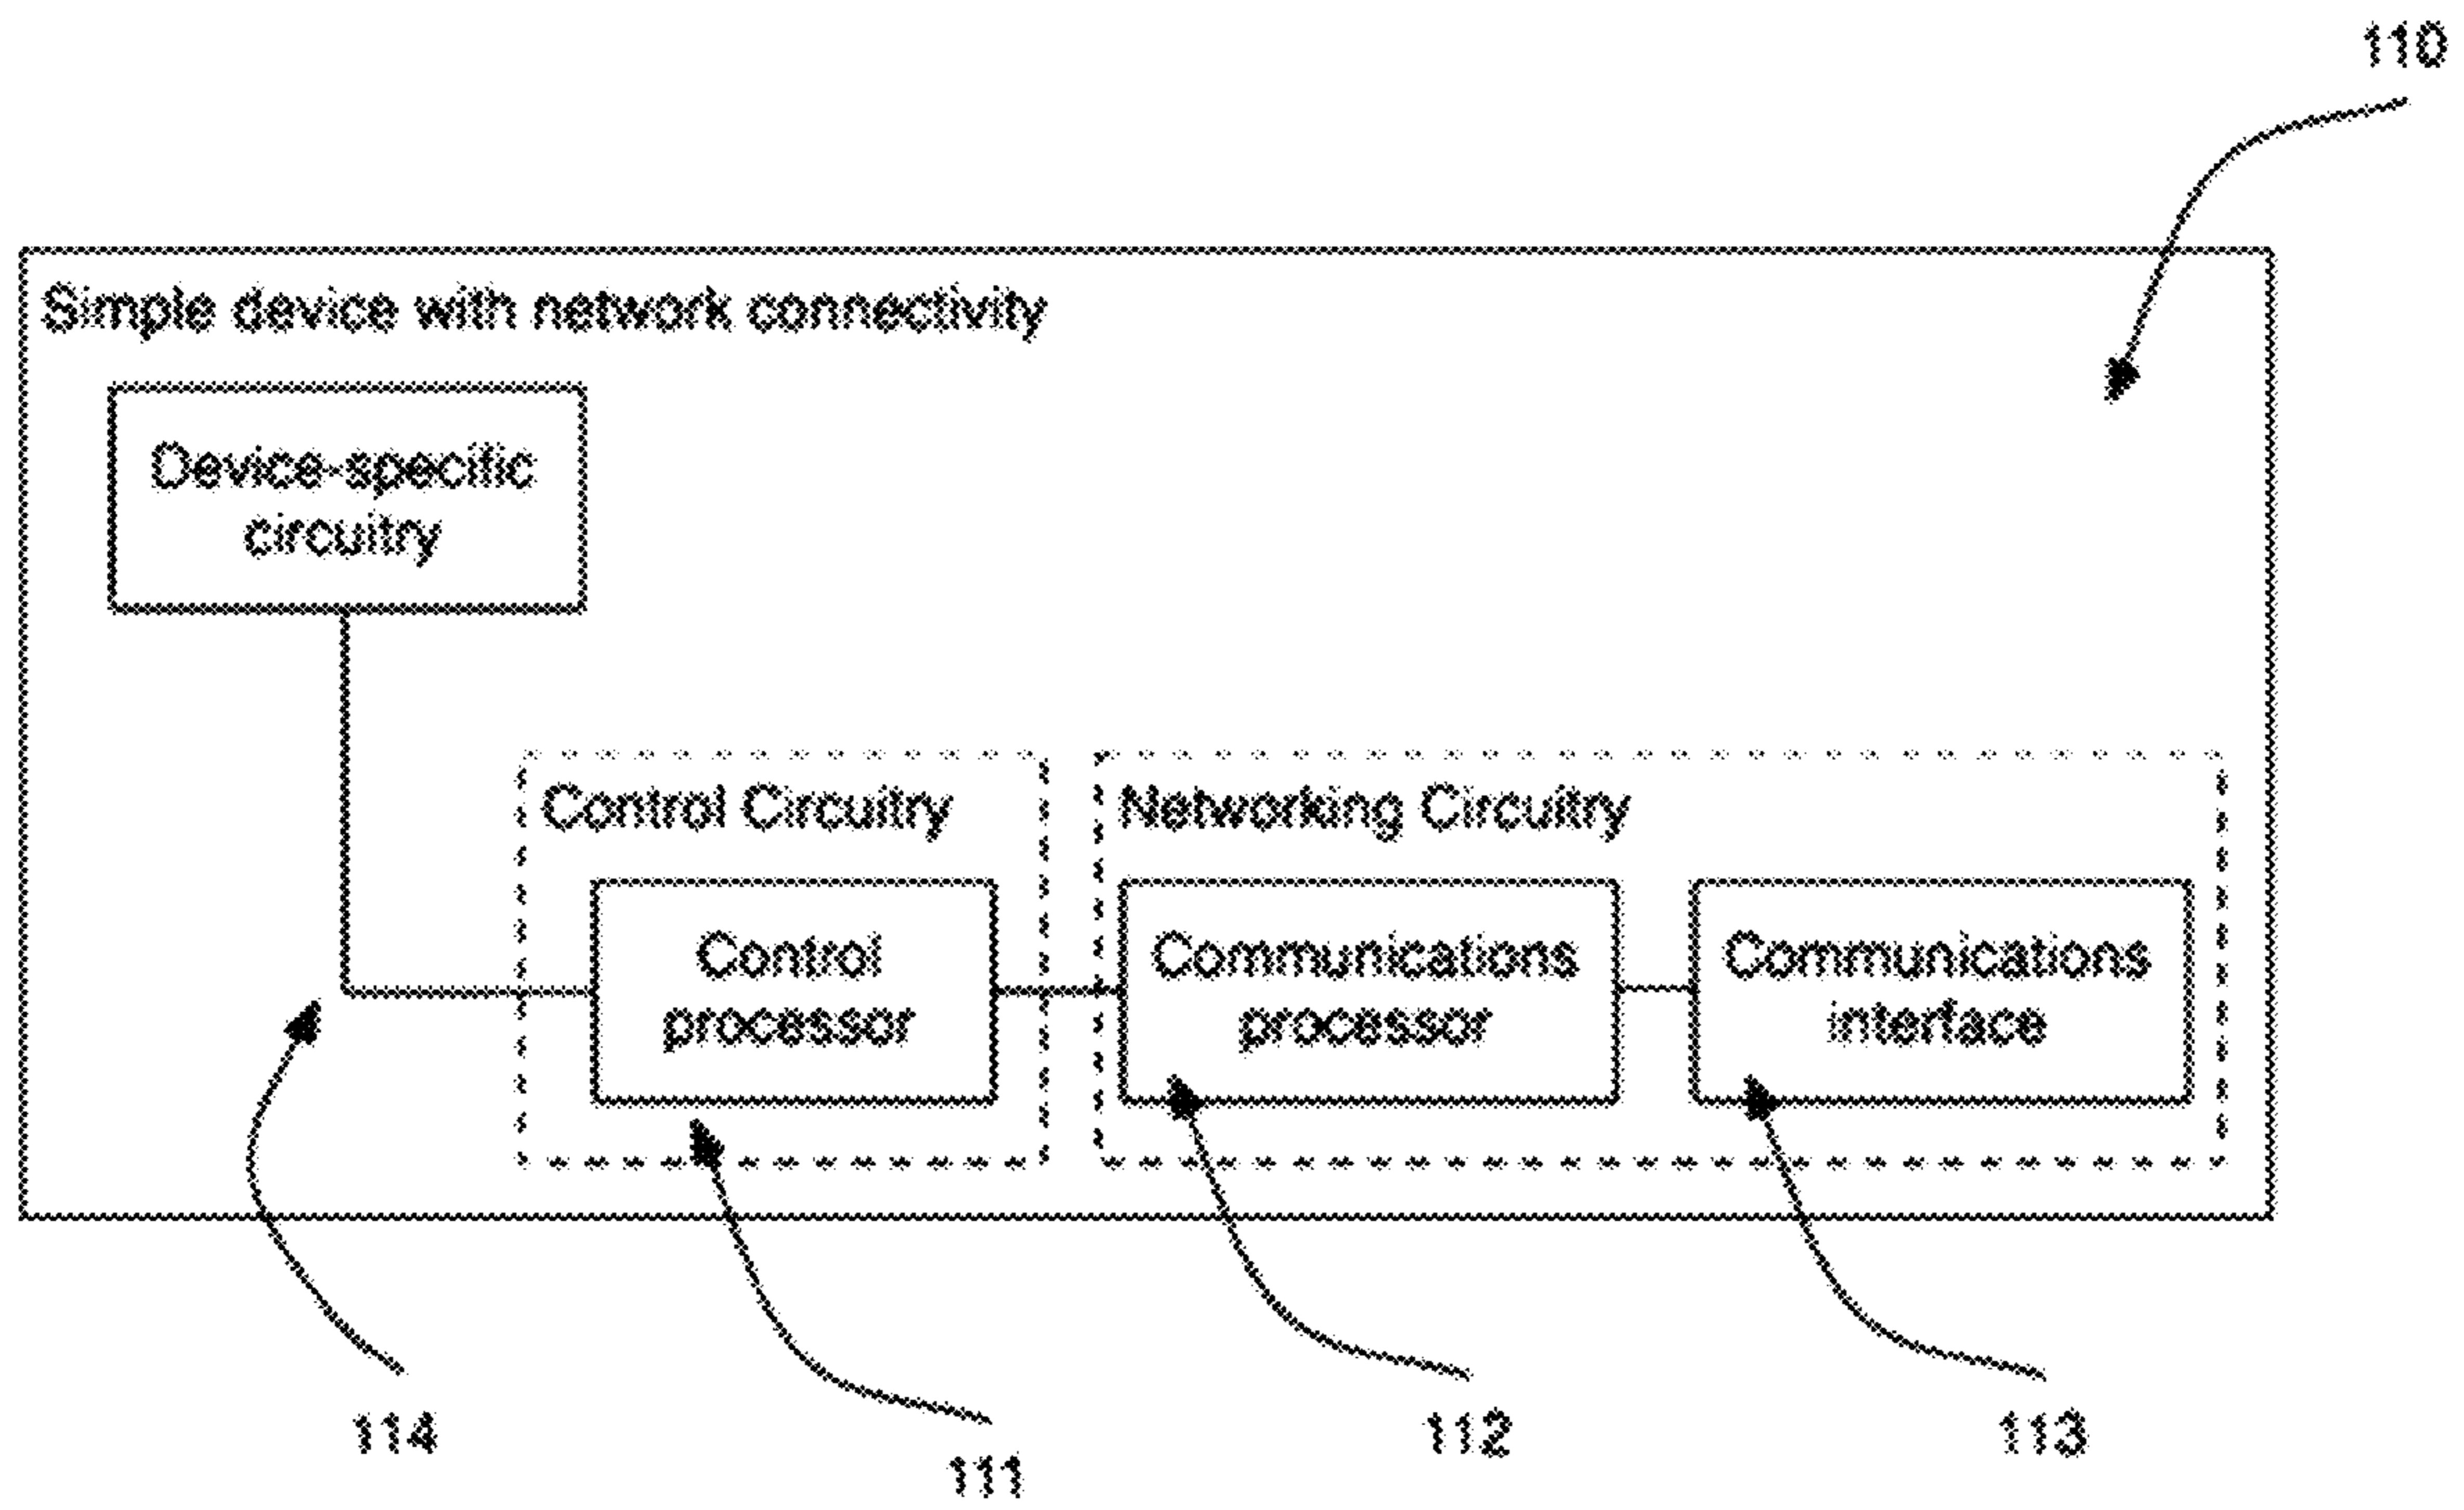 110
Simple device with network connectivity
Device-specific
circuitry
Control Circuitry
Networking Circuitry
Control
processor
Communications
processor
Communications
interface
114
111
112
113